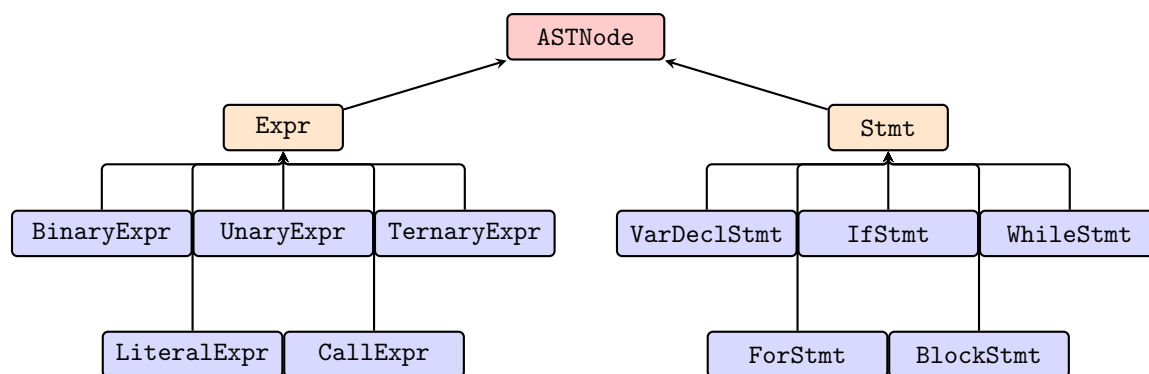 ASTNode
Expr
Stmt
BinaryExpr
UnaryExpr
TernaryExpr
VarDeclStmt
IfStmt
WhileStmt
LiteralExpr
CallExpr
ForStmt
BlockStmt